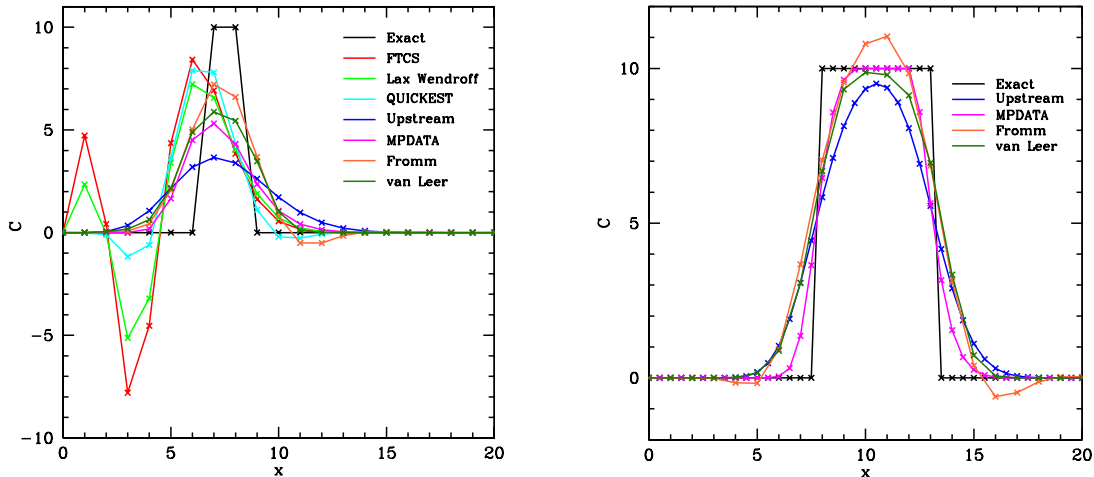 10
5
0
-5
-10
C
0
5
10
15
20
x
Exact
FTCS
Lax Wendroff
QUICKEST
Upstream
MPDATA
Fromm
van Leer
10
5
0
C
0
5
10
15
20
x
Exact
Upstream
MPDATA
Fromm
van Leer